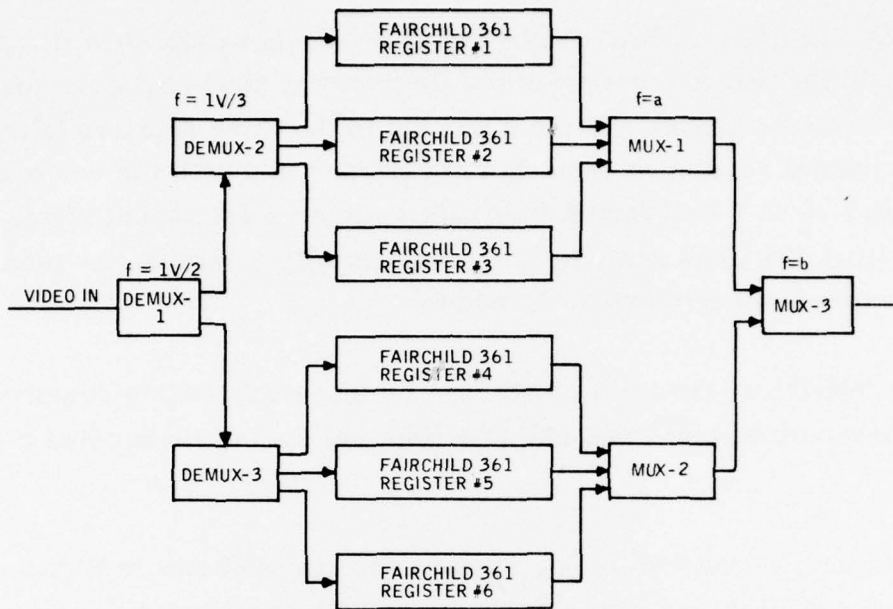 FAIRCHILD 361
REGISTER #1
f = 1V/3
DEMUX-2
FAIRCHILD 361
REGISTER #2
f=a
MUX-1
FAIRCHILD 361
REGISTER #3
f = 1V/2
VIDEO IN
DEMUX-
1
f=b
MUX-3
FAIRCHILD 361
REGISTER #4
DEMUX-3
FAIRCHILD 361
REGISTER #5
MUX-2
FAIRCHILD 361
REGISTER #6